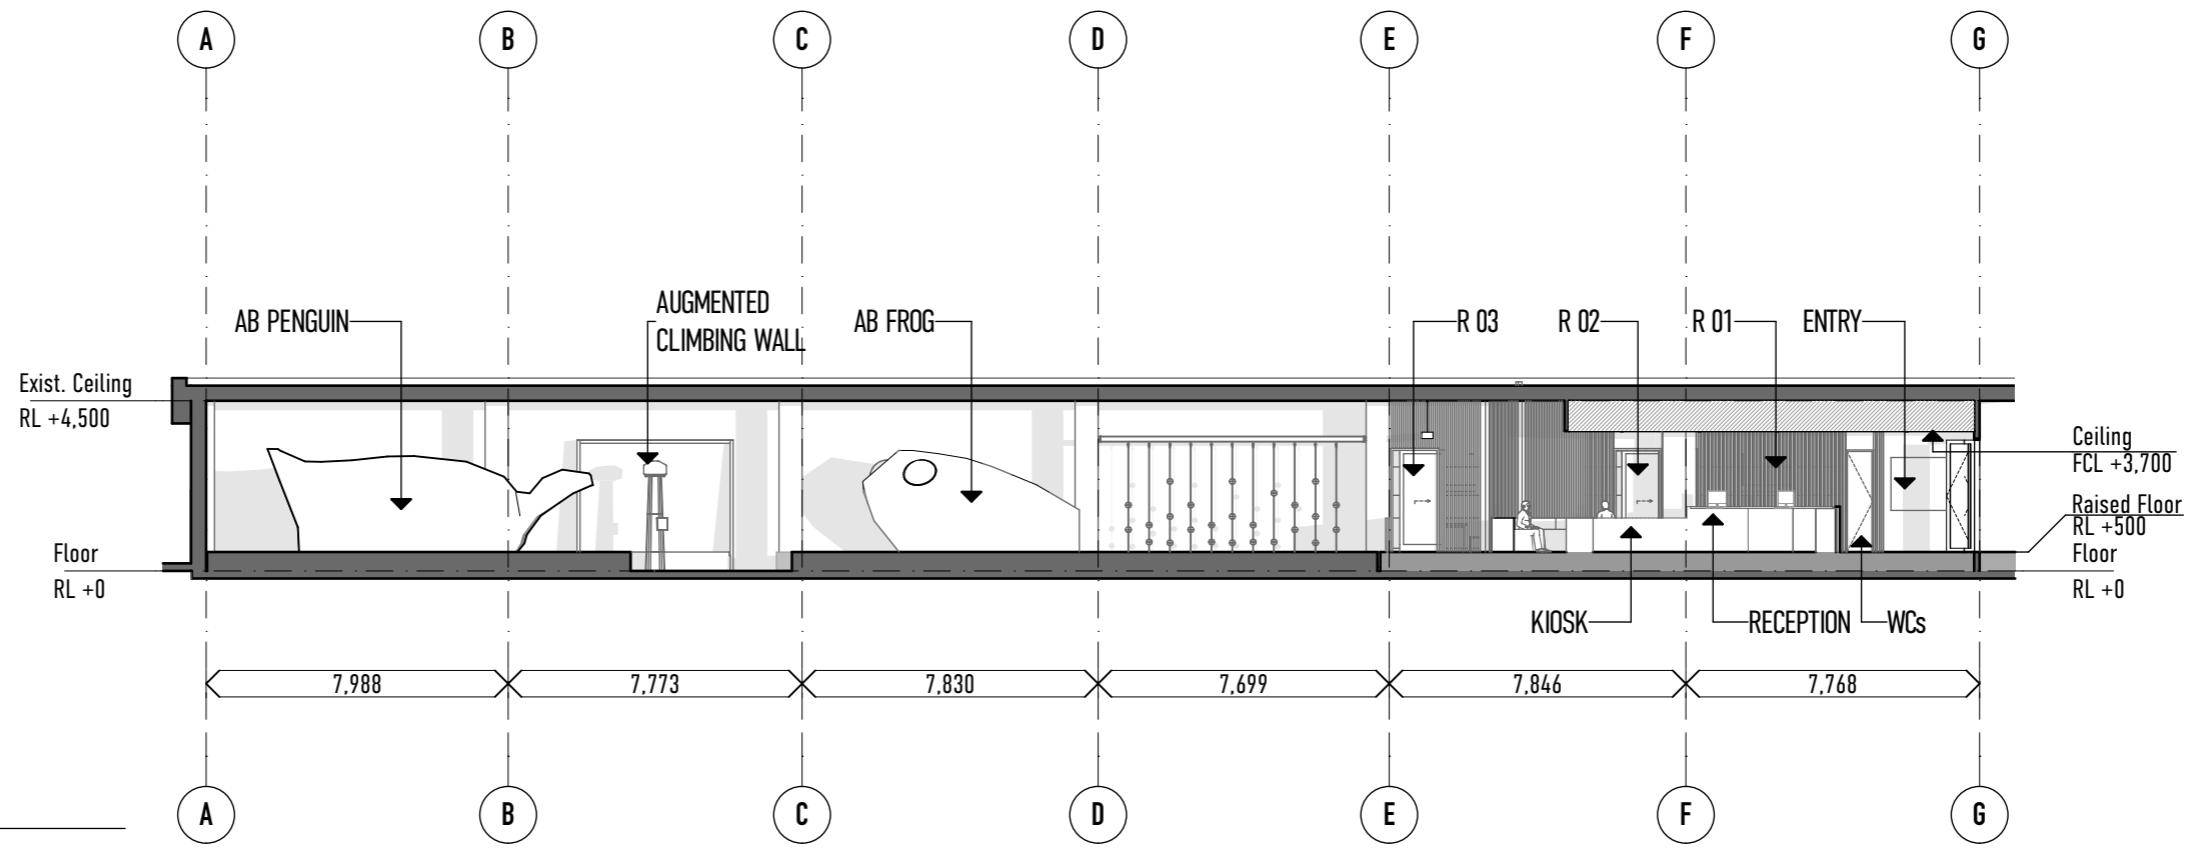 A B C D E F G
AB PENGUIN
AUGMENTED
CLIMBING WALL
AB FROG
R 03
R 02
R 01
ENTRY
Exist. Ceiling
RL +4,500
Ceiling
FCL +3,700
Raised Floor
RL +500
Floor
RL +0
Floor
RL +0
KIOSK
RECEPTION
WCs
7,988 7,773 7,830 7,699 7,846 7,768
A B C D E F G